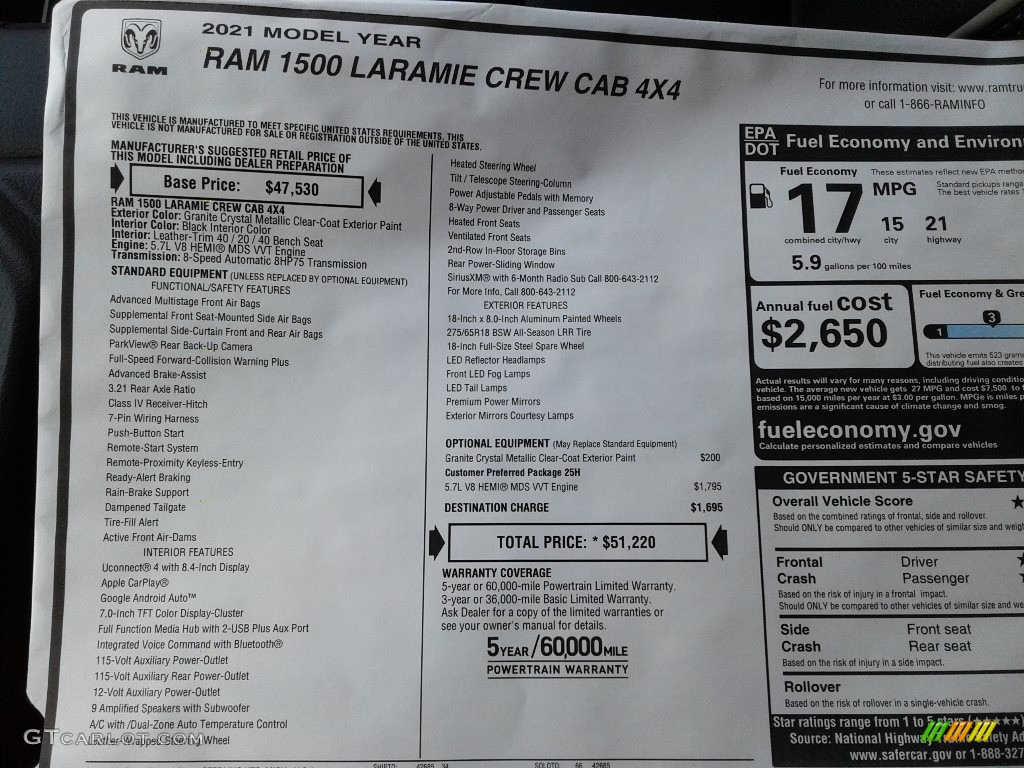 2021 MODEL YEAR
RAM 1500 LARAMIE CREW CAB 4X4
RAM
For more information visit: www.ramtru
or call 1-866-RAMINFO
THIS VEHICLE IS MANUFACTURED TO MEET SPECIFIC UNITED STATES REQUIREMENTS. THIS
VEHICLE IS NOT MANUFACTURED FOR SALE OR REGISTRATION OUTSIDE OF THE UNITED STATES.
MANUFACTURER'S SUGGESTED RETAIL PRICE OF
THIS MODEL INCLUDING DEALER PREPARATION
Base Price: $47,530
RAM 1500 LARAMIE CREW CAB 4X4
Exterior Color: Granite Crystal Metallic Clear-Coat Exterior Paint
Interior Color: Black Interior Color
Interior: Leather-Trim 40 / 20 / 40 Bench Seat
Engine: 5.7L V8 HEMI® MDS VVT Engine
Transmission: 8-Speed Automatic 8HP75 Transmission
STANDARD EQUIPMENT (UNLESS REPLACED BY OPTIONAL EQUIPMENT)
FUNCTIONAL/SAFETY FEATURES
Advanced Multistage Front Air Bags
Supplemental Front Seat-Mounted Side Air Bags
Supplemental Side-Curtain Front and Rear Air Bags
ParkView® Rear Back-Up Camera
Full-Speed Forward-Collision Warning Plus
Advanced Brake-Assist
3.21 Rear Axle Ratio
Class IV Receiver-Hitch
7-Pin Wiring Harness
Push-Button Start
Remote-Start System
Remote-Proximity Keyless-Entry
Ready-Alert Braking
Rain-Brake Support
Dampened Tailgate
Tire-Fill Alert
Active Front Air-Dams
INTERIOR FEATURES
Uconnect® 4 with 8.4-Inch Display
Apple CarPlay®
Google Android Auto™
7.0-Inch TFT Color Display-Cluster
Full Function Media Hub with 2-USB Plus Aux Port
Integrated Voice Command with Bluetooth®
115-Volt Auxiliary Power-Outlet
115-Volt Auxiliary Rear Power-Outlet
12-Volt Auxiliary Power-Outlet
9 Amplified Speakers with Subwoofer
A/C with /Dual-Zone Auto Temperature Control
Leather-Wrapped Steering Wheel
Heated Steering Wheel
Tilt / Telescope Steering-Column
Power Adjustable Pedals with Memory
8-Way Power Driver and Passenger Seats
Heated Front Seats
Ventilated Front Seats
2nd-Row In-Floor Storage Bins
Rear Power-Sliding Window
SiriusXM® with 6-Month Radio Sub Call 800-643-2112
For More Info, Call 800-643-2112
EXTERIOR FEATURES
18-Inch x 8.0-Inch Aluminum Painted Wheels
275/65R18 BSW All-Season LRR Tire
18-Inch Full-Size Steel Spare Wheel
LED Reflector Headlamps
Front LED Fog Lamps
LED Tail Lamps
Premium Power Mirrors
Exterior Mirrors Courtesy Lamps
OPTIONAL EQUIPMENT (May Replace Standard Equipment)
Granite Crystal Metallic Clear-Coat Exterior Paint $200
Customer Preferred Package 25H
5.7L V8 HEMI® MDS VVT Engine $1,795
DESTINATION CHARGE $1,695
TOTAL PRICE: * $51,220
WARRANTY COVERAGE
5-year or 60,000-mile Powertrain Limited Warranty.
3-year or 36,000-mile Basic Limited Warranty.
Ask Dealer for a copy of the limited warranties or
see your owner's manual for details.
5 YEAR/60,000 MILE
POWERTRAIN WARRANTY
SHIPTO: 42685 34 SOLDTO: 66 42685
EPA
DOT
Fuel Economy and Environ
Fuel Economy
These estimates reflect new EPA metho
Standard pickups range
The best vehicle rates
17 MPG
15 21
combined city/hwy city highway
5.9 gallons per 100 miles
Annual fuel cost
$2,650
Fuel Economy & Gre
1 3
This vehicle emits 523 grams
distributing fuel also creates
Actual results will vary for many reasons, including driving conditio
vehicle. The average new vehicle gets 27 MPG and cost $7,500 to
based on 15,000 miles per year at $3.00 per gallon. MPGe is miles p
emissions are a significant cause of climate change and smog.
fueleconomy.gov
Calculate personalized estimates and compare vehicles
GOVERNMENT 5-STAR SAFETY
Overall Vehicle Score ★
Based on the combined ratings of frontal, side and rollover.
Should ONLY be compared to other vehicles of similar size and weig
Frontal Driver
Crash Passenger
Based on the risk of injury in a frontal impact.
Should ONLY be compared to other vehicles of similar size and we
Side Front seat
Crash Rear seat
Based on the risk of injury in a side impact.
Rollover
Based on the risk of rollover in a single-vehicle crash.
Star ratings range from 1 to 5 stars (★★★★★)
Source: National Highway Safety Ad
www.safercar.gov or 1-888-327
GTCARLOT.COM